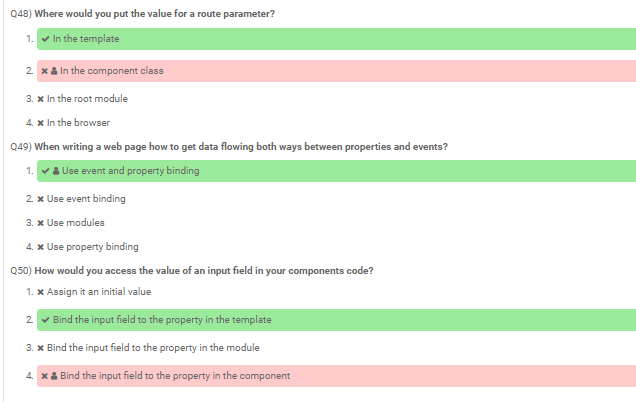 Q48) Where would you put the value for a route parameter?
1. ✔ In the template
2. ✖ In the component class
3. ✖ In the root module
4. ✖ In the browser
Q49) When writing a web page how to get data flowing both ways between properties and events?
1. ✔ Use event and property binding
2. ✖ Use event binding
3. ✖ Use modules
4. ✖ Use property binding
Q50) How would you access the value of an input field in your components code?
1. ✖ Assign it an initial value
2. ✔ Bind the input field to the property in the template
3. ✖ Bind the input field to the property in the module
4. ✖ Bind the input field to the property in the component